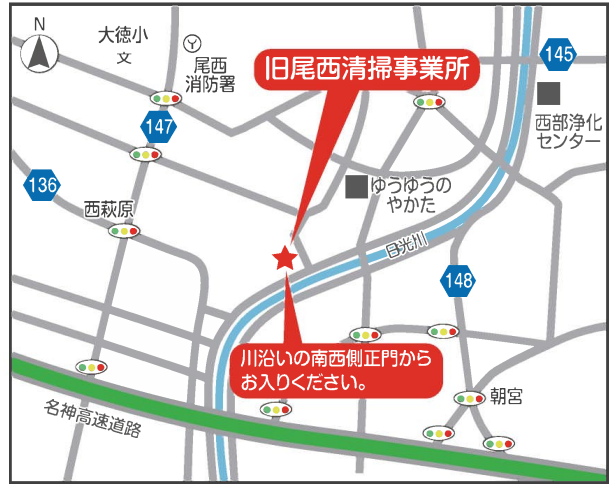 N
大徳小
文
Y
尾西
消防署
旧尾西清掃事業所
145
西部浄化
センター
147
136
西萩原
ゆうゆうの
やかた
日光川
148
川沿いの南西側正門から
お入りください。
朝宮
名神高速道路